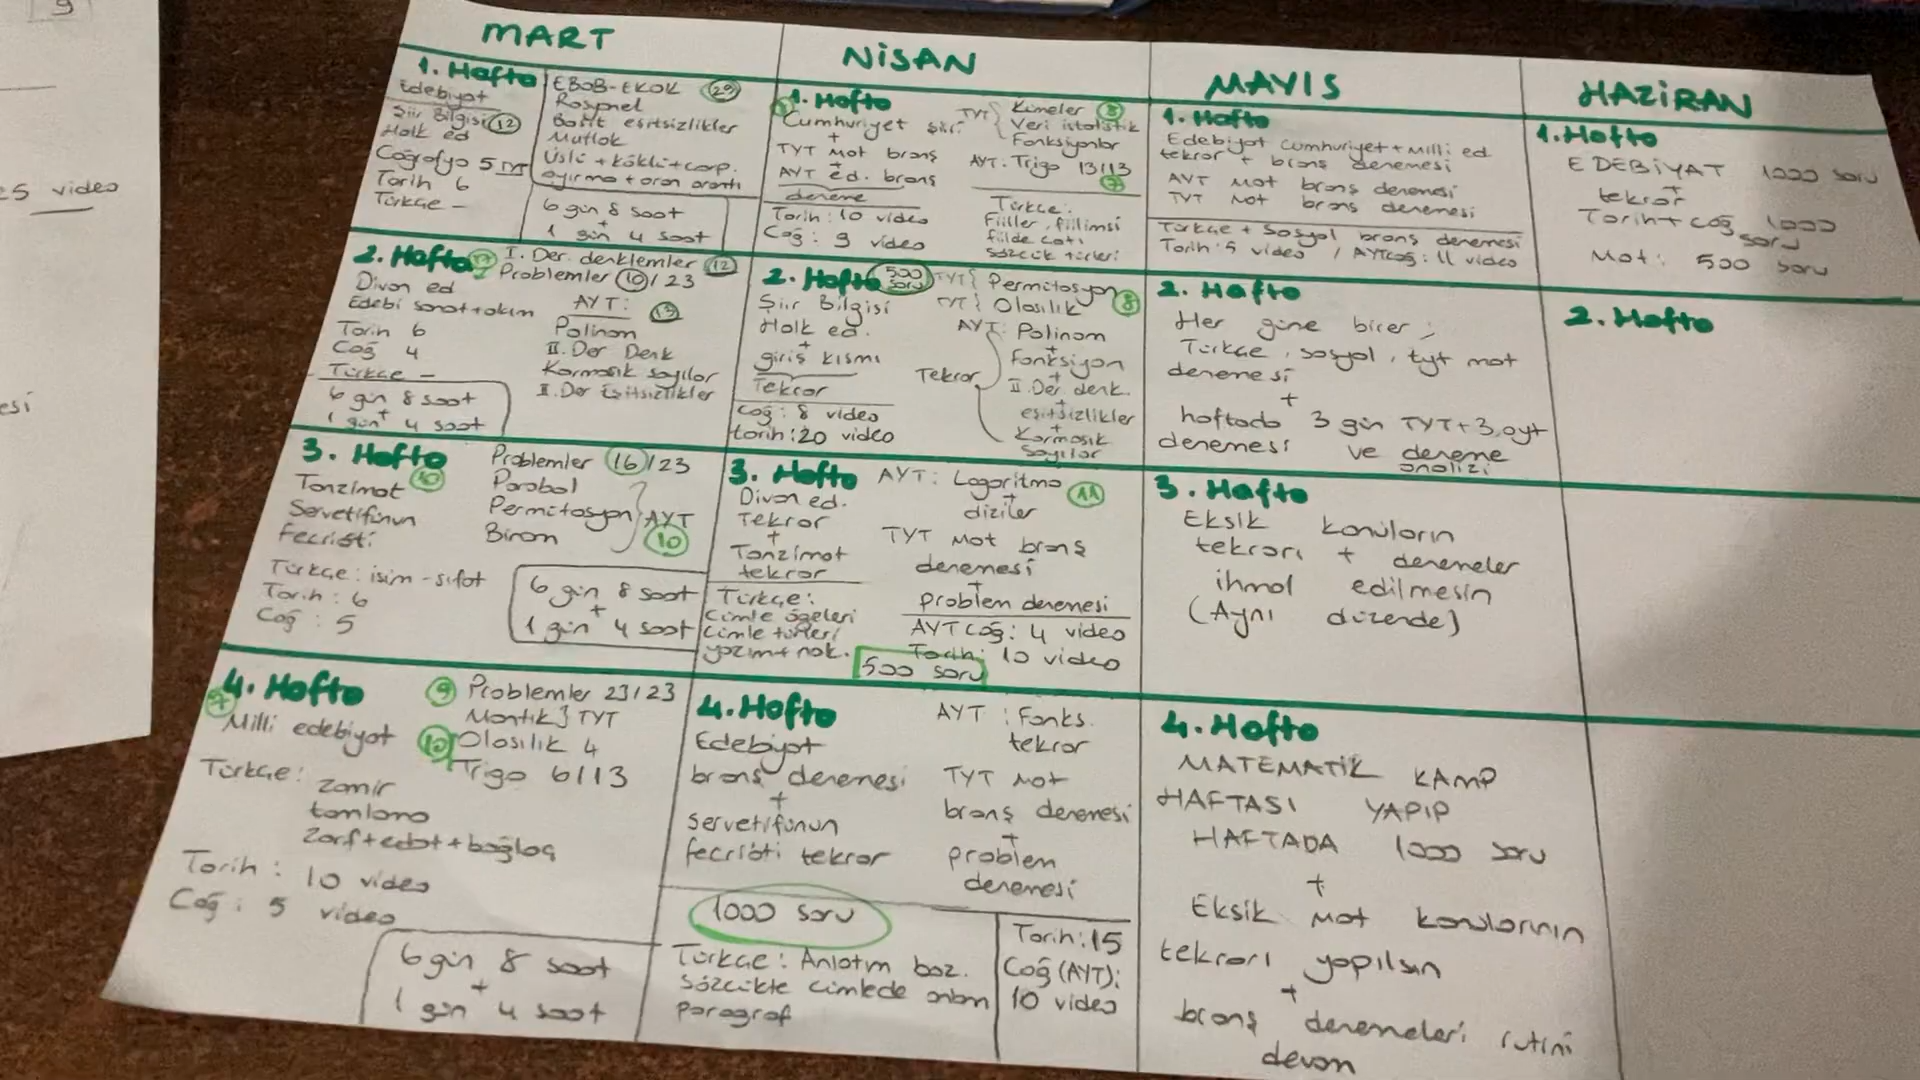 9
25 video
esi
MART
1. Hafta
Edebiyat
Şiir Bilgisi 12
Halk ed
Coğrafya 5 TYT
Tarih 6
Türkçe -
EBOB-EKOK 29
Rasyonel
Basit eşitsizlikler
Mutlak
Üslü + köklü + çarp.
ayırma + oran orantı
6 gün 8 saat
+
1 gün 4 saat
2. Hafta
Divan ed
Edebi sanat + akım
Tarih 6
Coğ 4
Türkçe -
6 gün 8 saat
+
1 gün 4 saat
I. Der. denklemler 12
Problemler 10/23
AYT: 13
Polinom
II. Der Denk
Karmaşık sayılar
II. Der Eşitsizlikler
3. Hafta
Tanzimat 10
Servetifünun
Fecriati
Türkçe: isim - sıfat
Tarih: 6
Coğ: 5
Problemler 16/23
Parabol
Permütasyon AYT
Binom 10
6 gün 8 saat
+
1 gün 4 saat
4. Hafta
Milli edebiyat
9 Problemler 23/23
Mantık} TYT
Olasılık 4
Trigo 6/13
Türkçe: zamir
tamlama
zarf + edat + bağlaç
Tarih: 10 video
Coğ: 5 video
6 gün 8 saat
+
1 gün 4 saat
NİSAN
1. Hafta
Cumhuriyet şiir.
+
TYT Mat branş
+
AYT ed. branş
deneme
Tarih: 10 video
Coğ: 9 video
TYT{ Kümeler 8
Veri istatistik
Fonksiyonlar
AYT: Trigo 13/13
7
Türkçe:
Fiiller, fiilimsi
fiilde çatı
sözcük türleri
2. Hafta 500 soru
Şiir Bilgisi
Halk ed.
+
giriş kısmı
Tekrar
Coğ: 8 video
tarih: 20 video
TYT{ Permütasyon
TYT{ Olasılık 8
AYT: Polinom
+
Fonksiyon
+
Tekrar
II. Der. denk.
+
eşitsizlikler
+
Karmaşık
Sayılar
3. Hafta
Divan ed.
Tekrar
+
Tanzimat
tekrar
Türkçe:
Cümle ögeleri
Cümle türleri
yazım + nok.
500 soru
AYT: Logaritma 11
+
diziler
TYT Mat branş
denemesi
+
problem denemesi
AYT Coğ: 4 video
Tarih: 10 video
4. Hafta
Edebiyat
branş denemesi
+
Servetifünun
fecriati tekrar
AYT: Fonks.
tekrar
TYT Mat
branş denemesi
+
problem
denemesi
1000 soru
Türkçe: Anlatım boz.
Sözcükte cümlede anlam
paragraf
Tarih: 15
Coğ (AYT):
10 video
MAYIS
1. Hafta
Edebiyat Cumhuriyet + Milli ed.
tekrar + branş denemesi
AYT Mat branş denemesi
TYT Mat branş denemesi
Türkçe + Sosyal branş denemesi
Tarih: 5 video / AYT Coğ: 11 video
2. Hafta
Her güne birer;
Türkçe, sosyal, tyt mat
denemesi
+
haftada 3 gün TYT + 3 ayt
denemesi ve deneme
analizi
3. Hafta
Eksik konuların
tekrarı + denemeler
ihmal edilmesin
(Aynı düzende)
4. Hafta
MATEMATİK KAMP
HAFTASI YAPIP
HAFTADA 1000 soru
+
Eksik Mat konularının
tekrarı yapılsın
+
branş denemeleri rutini
devam
HAZİRAN
1. Hafta
EDEBİYAT 1000 soru
+
tekrar
Tarih + coğ 1000
soru
Mat: 500 soru
2. Hafta